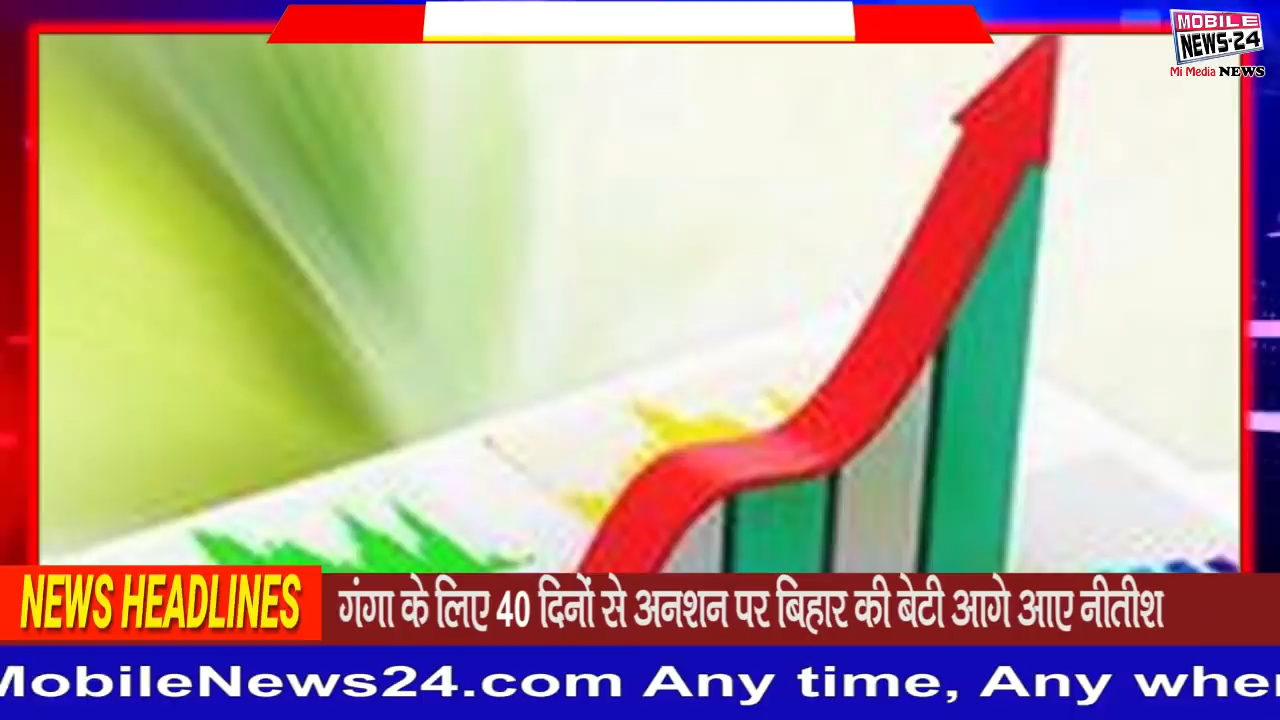 MOBILE
NEWS-24
Mi Media NEWS
NEWS HEADLINES
गंगा के लिए 40 दिनों से अनशन पर बिहार की बेटी आगे आए नीतीश
MobileNews24.com Any time, Any wher